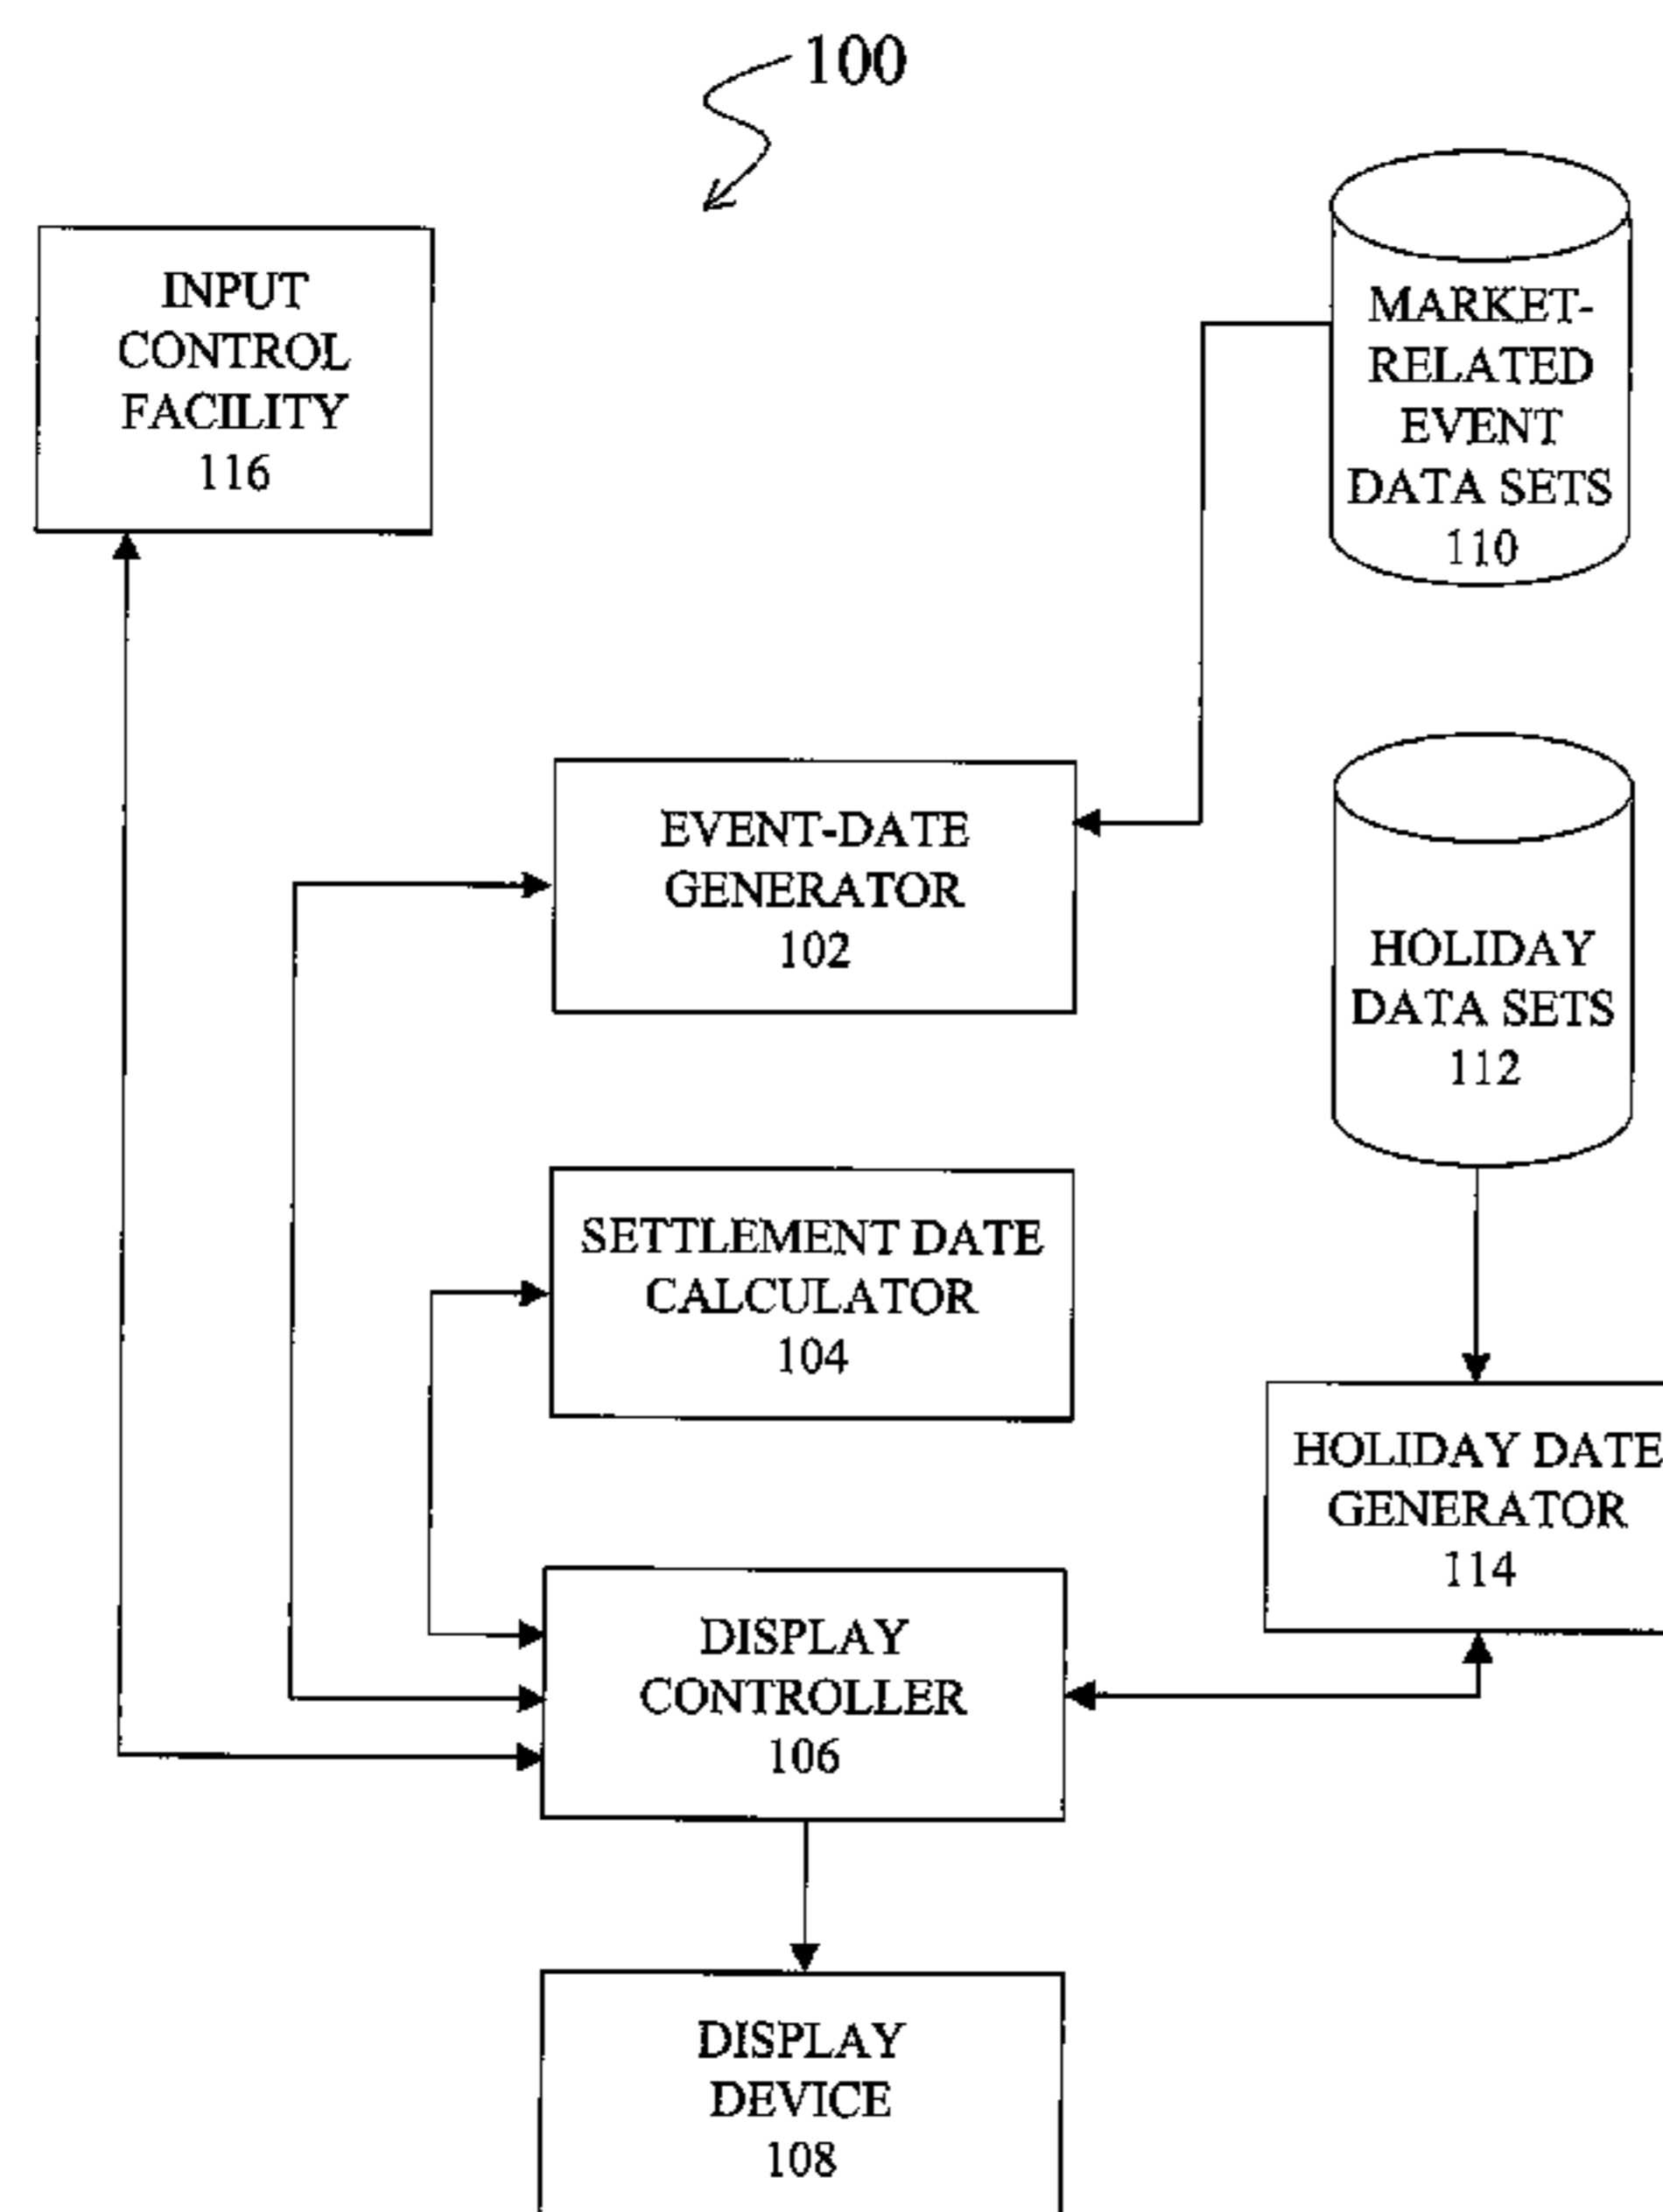 100
INPUT
CONTROL
FACILITY
116
MARKET-
RELATED
EVENT
DATA SETS
110
EVENT-DATE
GENERATOR
102
HOLIDAY
DATA SETS
112
SETTLEMENT DATE
CALCULATOR
104
HOLIDAY DATE
GENERATOR
114
DISPLAY
CONTROLLER
106
DISPLAY
DEVICE
108